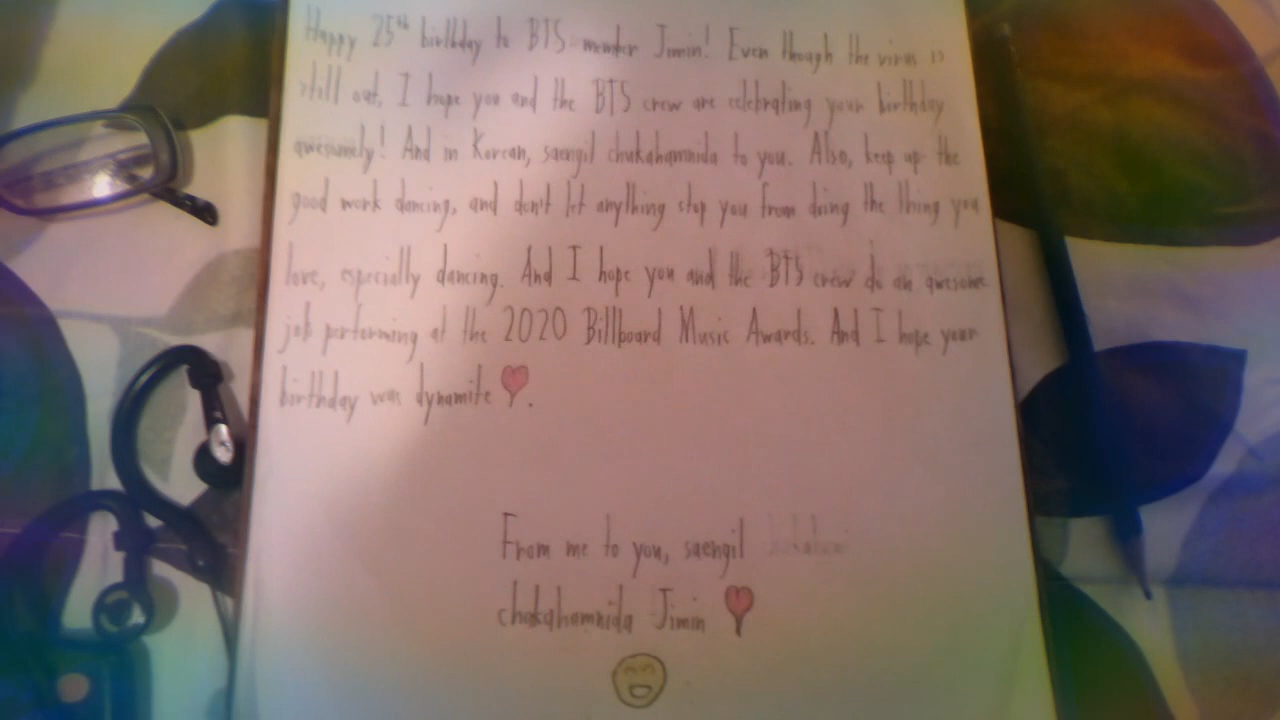 Happy 25th birthday to BTS member Jimin! Even though the virus is
still out, I hope you and the BTS crew are celebrating your birthday
awesomely! And in Korean, saengil chukahamnida to you. Also, keep up the
good work dancing, and don't let anything stop you from doing the thing you
love, especially dancing. And I hope you and the BTS crew do an awesome
job performing at the 2020 Billboard Music Awards. And I hope your
birthday was dynamite ❤.
From me to you, saengil
chukahamnida Jimin ❤